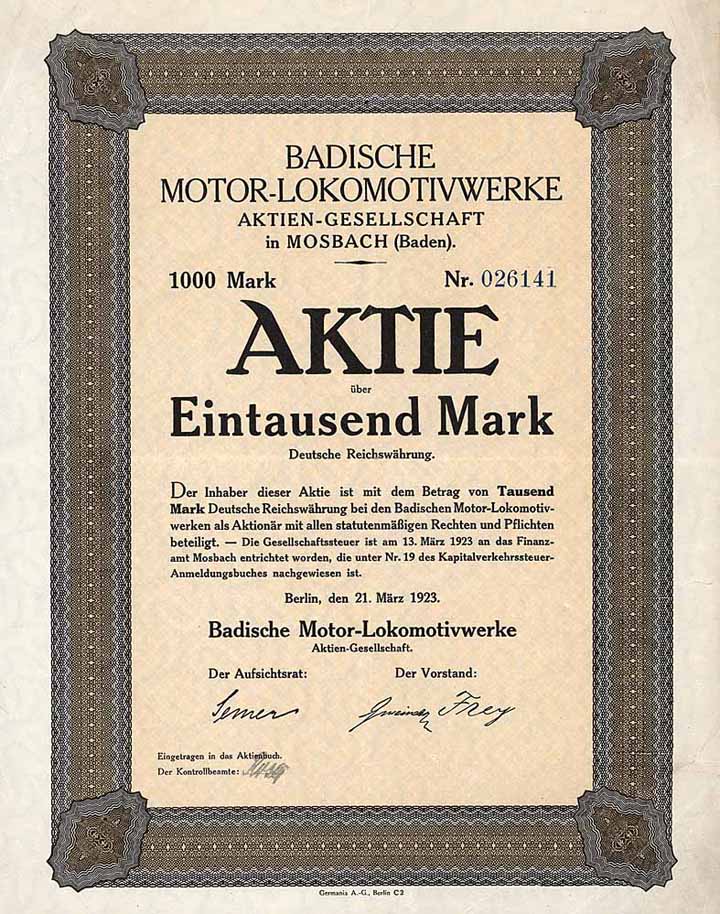 BADISCHE
MOTOR-LOKOMOTIVWERKE
AKTIEN-GESELLSCHAFT
in MOSBACH (Baden).
1000 Mark Nr. 026141
AKTIE
über
Eintausend Mark
Deutsche Reichswährung.
Der Inhaber dieser Aktie ist mit dem Betrag von Tausend
Mark Deutsche Reichswährung bei den Badischen Motor-Lokomotiv-
werken als Aktionär mit allen statutenmäßigen Rechten und Pflichten
beteiligt. — Die Gesellschaftssteuer ist am 13. März 1923 an das Finanz-
amt Mosbach entrichtet worden, die unter Nr. 19 des Kapitalverkehrssteuer-
Anmeldungsbuches nachgewiesen ist.
Berlin, den 21. März 1923.
Badische Motor-Lokomotivwerke
Aktien-Gesellschaft.
Der Aufsichtsrat: Der Vorstand:
Frey
Eingetragen in das Aktienbuch.
Der Kontrollbeamte:
Germania A.-G., Berlin C 2